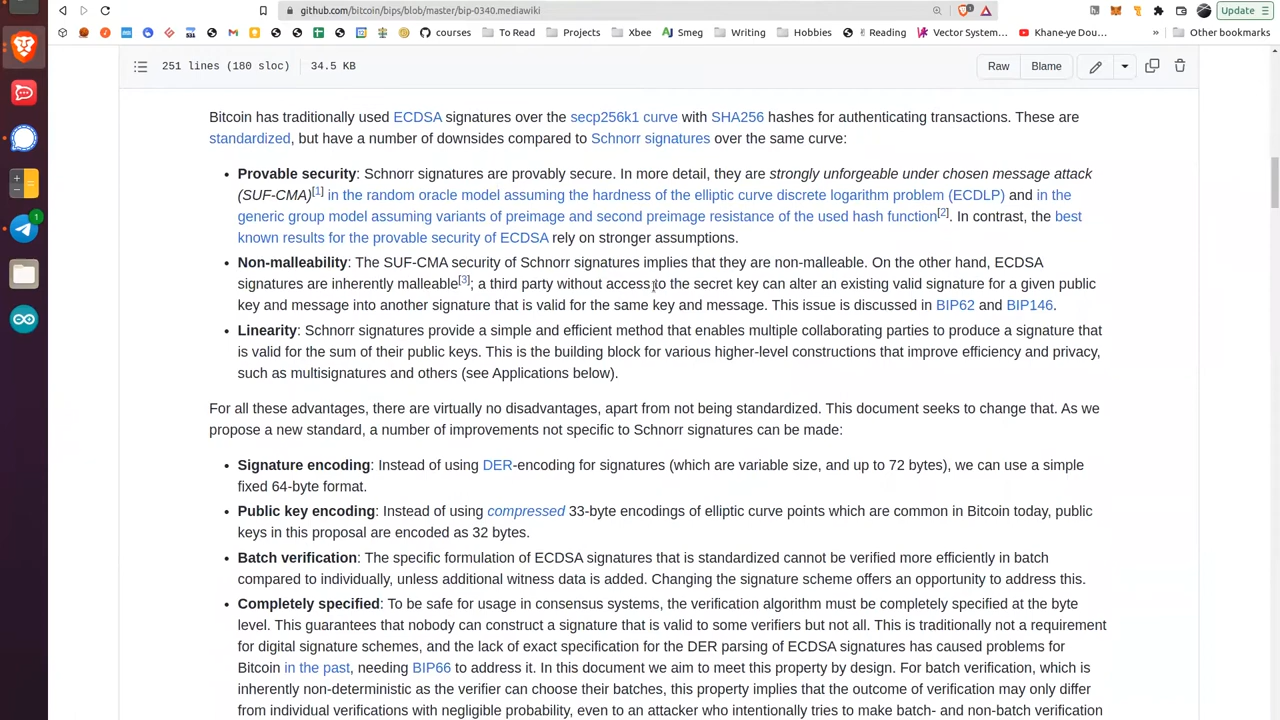 github.com/bitcoin/bips/blob/master/bip-0340.mediawiki
1
Update
courses To Read Projects Xbee Smeg Writing Hobbies Reading Vector System... Khane-ye Dou... » Other bookmarks
251 lines (180 sloc) 34.5 KB
Raw Blame
Bitcoin has traditionally used ECDSA signatures over the secp256k1 curve with SHA256 hashes for authenticating transactions. These are
standardized, but have a number of downsides compared to Schnorr signatures over the same curve:
• Provable security: Schnorr signatures are provably secure. In more detail, they are strongly unforgeable under chosen message attack
(SUF-CMA)[1] in the random oracle model assuming the hardness of the elliptic curve discrete logarithm problem (ECDLP) and in the
generic group model assuming variants of preimage and second preimage resistance of the used hash function[2]. In contrast, the best
known results for the provable security of ECDSA rely on stronger assumptions.
• Non-malleability: The SUF-CMA security of Schnorr signatures implies that they are non-malleable. On the other hand, ECDSA
signatures are inherently malleable[3]; a third party without access to the secret key can alter an existing valid signature for a given public
key and message into another signature that is valid for the same key and message. This issue is discussed in BIP62 and BIP146.
• Linearity: Schnorr signatures provide a simple and efficient method that enables multiple collaborating parties to produce a signature that
is valid for the sum of their public keys. This is the building block for various higher-level constructions that improve efficiency and privacy,
such as multisignatures and others (see Applications below).
For all these advantages, there are virtually no disadvantages, apart from not being standardized. This document seeks to change that. As we
propose a new standard, a number of improvements not specific to Schnorr signatures can be made:
• Signature encoding: Instead of using DER-encoding for signatures (which are variable size, and up to 72 bytes), we can use a simple
fixed 64-byte format.
• Public key encoding: Instead of using compressed 33-byte encodings of elliptic curve points which are common in Bitcoin today, public
keys in this proposal are encoded as 32 bytes.
• Batch verification: The specific formulation of ECDSA signatures that is standardized cannot be verified more efficiently in batch
compared to individually, unless additional witness data is added. Changing the signature scheme offers an opportunity to address this.
• Completely specified: To be safe for usage in consensus systems, the verification algorithm must be completely specified at the byte
level. This guarantees that nobody can construct a signature that is valid to some verifiers but not all. This is traditionally not a requirement
for digital signature schemes, and the lack of exact specification for the DER parsing of ECDSA signatures has caused problems for
Bitcoin in the past, needing BIP66 to address it. In this document we aim to meet this property by design. For batch verification, which is
inherently non-deterministic as the verifier can choose their batches, this property implies that the outcome of verification may only differ
from individual verifications with negligible probability, even to an attacker who intentionally tries to make batch- and non-batch verification
1